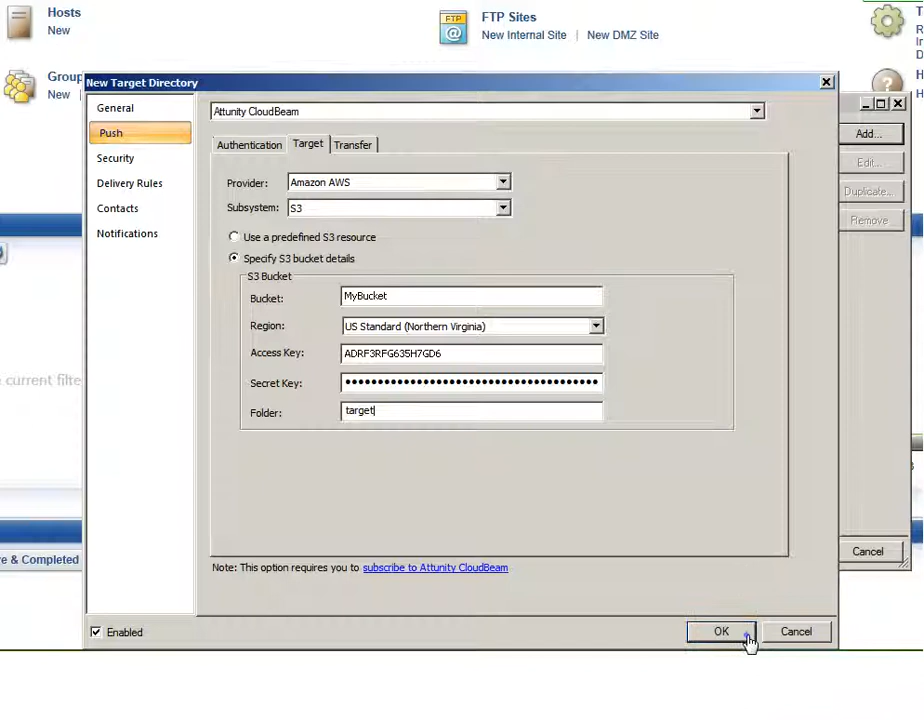 Hosts
New
FTP
FTP Sites
New Internal Site | New DMZ Site
Group
New
New Target Directory
General
Push
Security
Delivery Rules
Contacts
Notifications
Attunity CloudBeam
Authentication
Target
Transfer
Provider: Amazon AWS
Subsystem: S3
Use a predefined S3 resource
Specify S3 bucket details
S3 Bucket
Bucket: MyBucket
Region: US Standard (Northern Virginia)
Access Key: ADRF3RFG635H7GD6
Secret Key: ●●●●●●●●●●●●●●●●●●●●●●●●●●●●●●●●●●●●●●●●
Folder: target
Note: This option requires you to subscribe to Attunity CloudBeam
Enabled
OK
Cancel
Add...
Edit...
Duplicate...
Remove
Cancel
e current filte
e & Completed